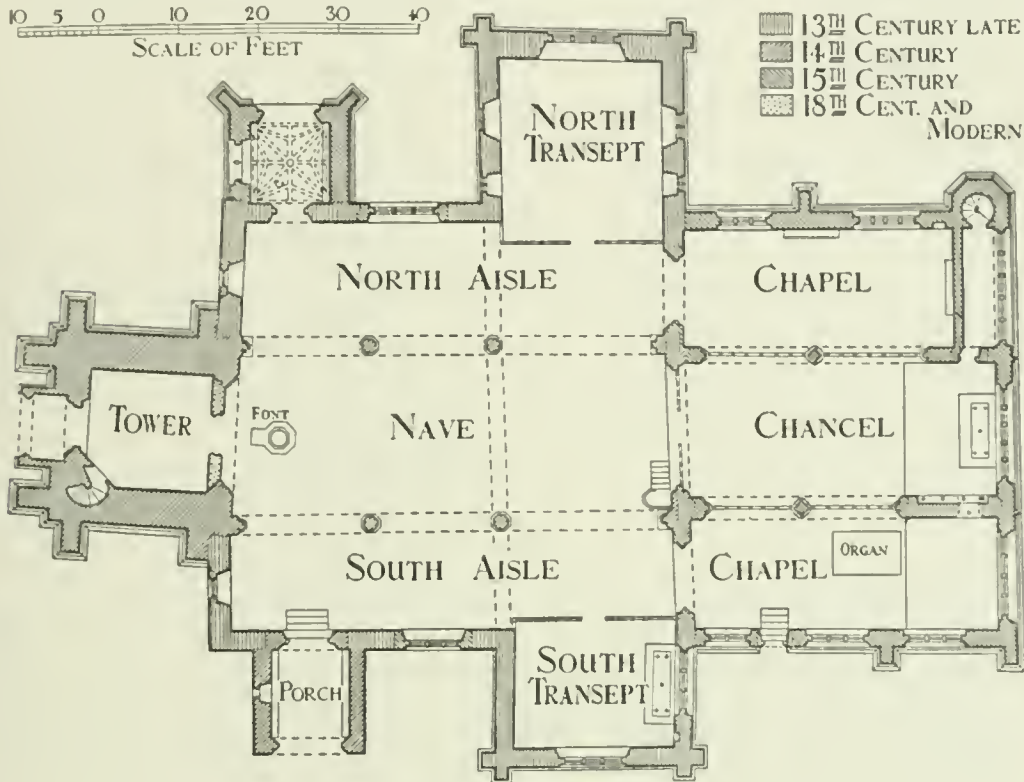 10 5 0 10 20 30 40
SCALE OF FEET
13TH CENTURY LATE
14TH CENTURY
15TH CENTURY
18TH CENT. AND
MODERN
NORTH
TRANSEPT
NORTH AISLE
CHAPEL
TOWER
FONT
NAVE
CHANCEL
SOUTH AISLE
CHAPEL
ORGAN
PORCH
SOUTH
TRANSEPT